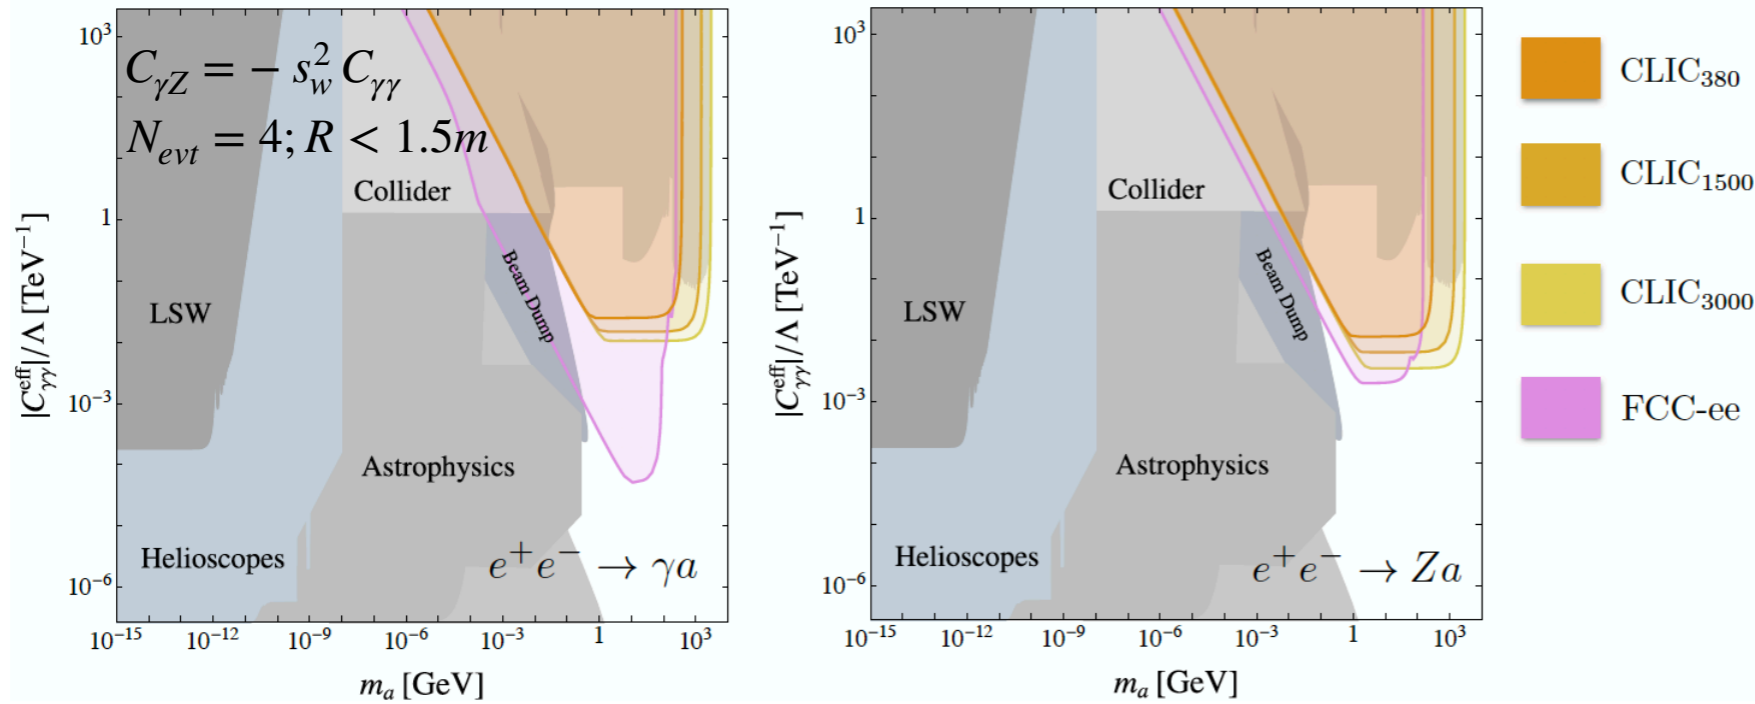 C_{γZ} = − s_w^2 C_{γγ}
N_{evt} = 4; R < 1.5m
10^3
1
10^{−3}
10^{−6}
|C_{γγ}^{eff}|/Λ [TeV^{−1}]
LSW
Collider
Beam Dump
Astrophysics
Helioscopes
e^+e^− → γa
10^{−15} 10^{−12} 10^{−9} 10^{−6} 10^{−3} 1 10^3
m_a [GeV]
10^3
1
10^{−3}
10^{−6}
|C_{γγ}^{eff}|/Λ [TeV^{−1}]
LSW
Collider
Beam Dump
Astrophysics
Helioscopes
e^+e^− → Za
10^{−15} 10^{−12} 10^{−9} 10^{−6} 10^{−3} 1 10^3
m_a [GeV]
CLIC_{380}
CLIC_{1500}
CLIC_{3000}
FCC-ee